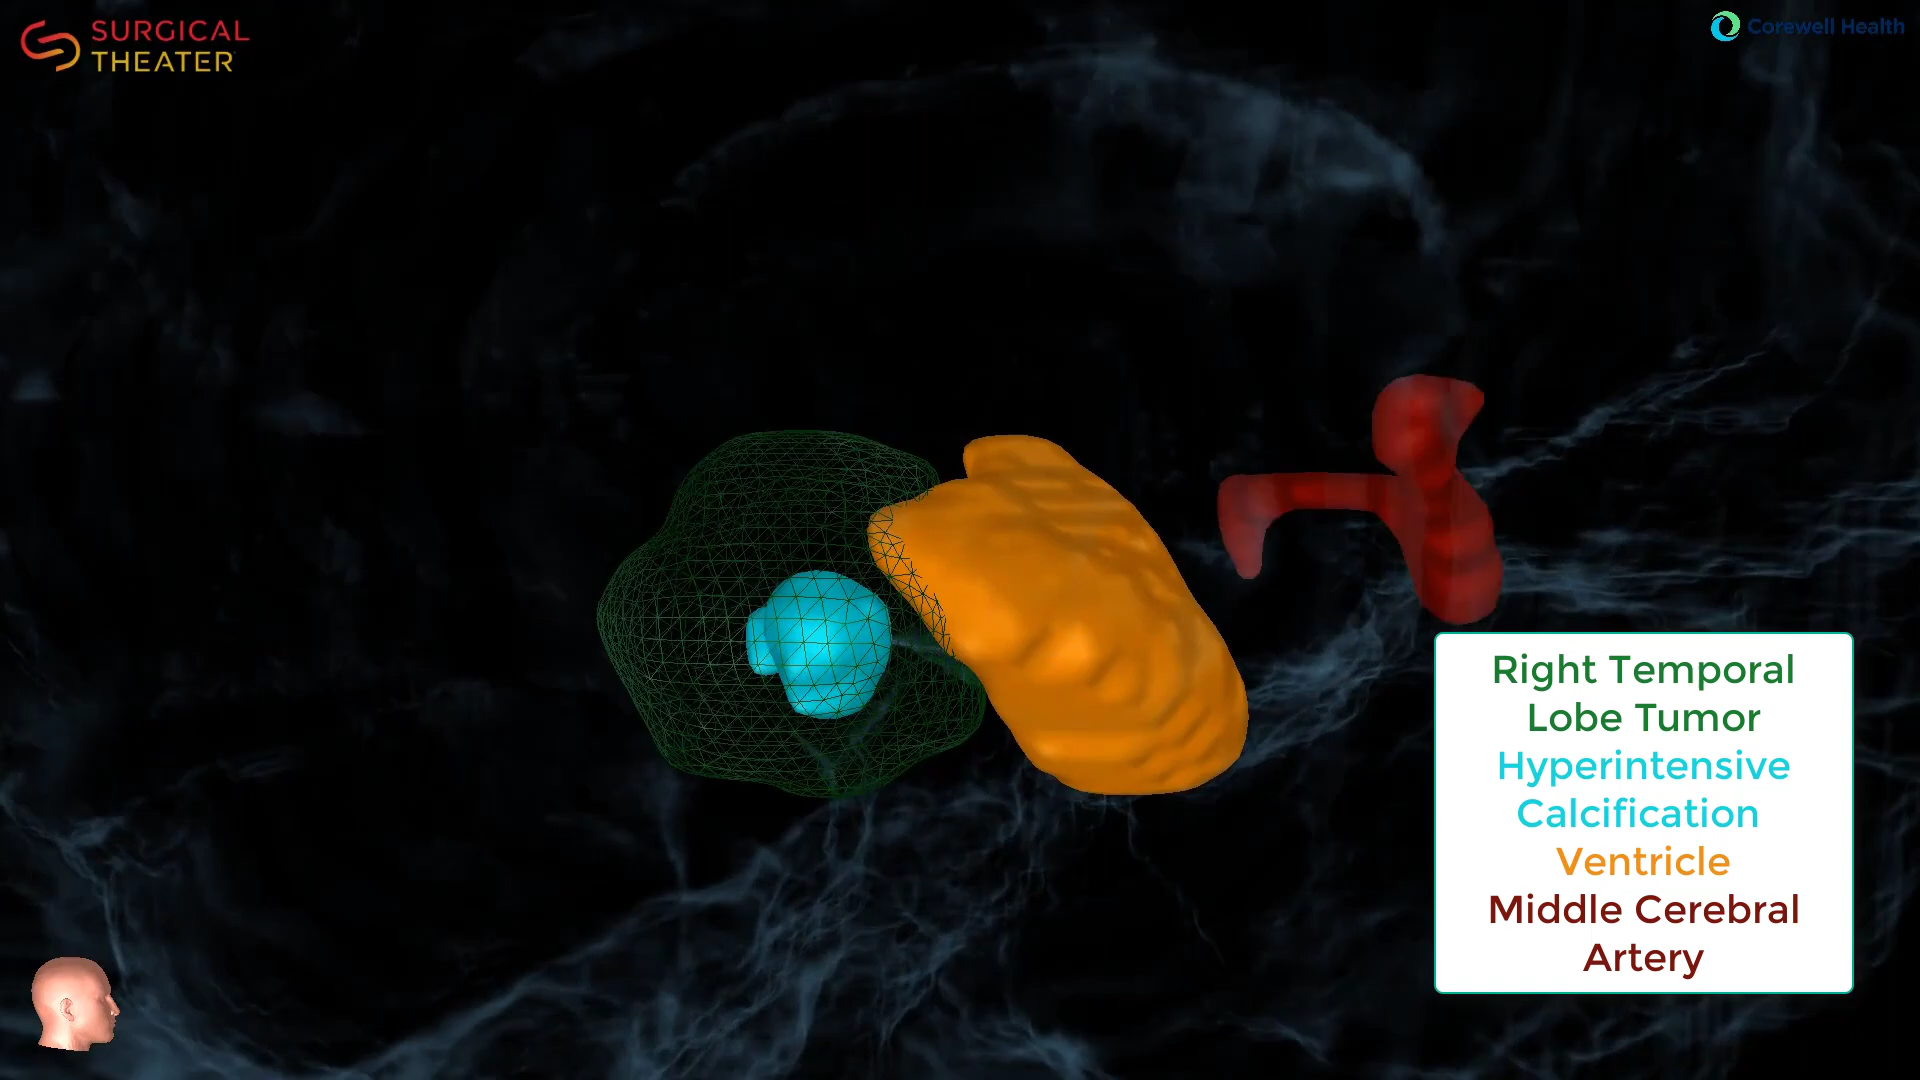 SURGICAL
THEATER
Corewell Health
Right Temporal
Lobe Tumor
Hyperintensive
Calcification
Ventricle
Middle Cerebral
Artery